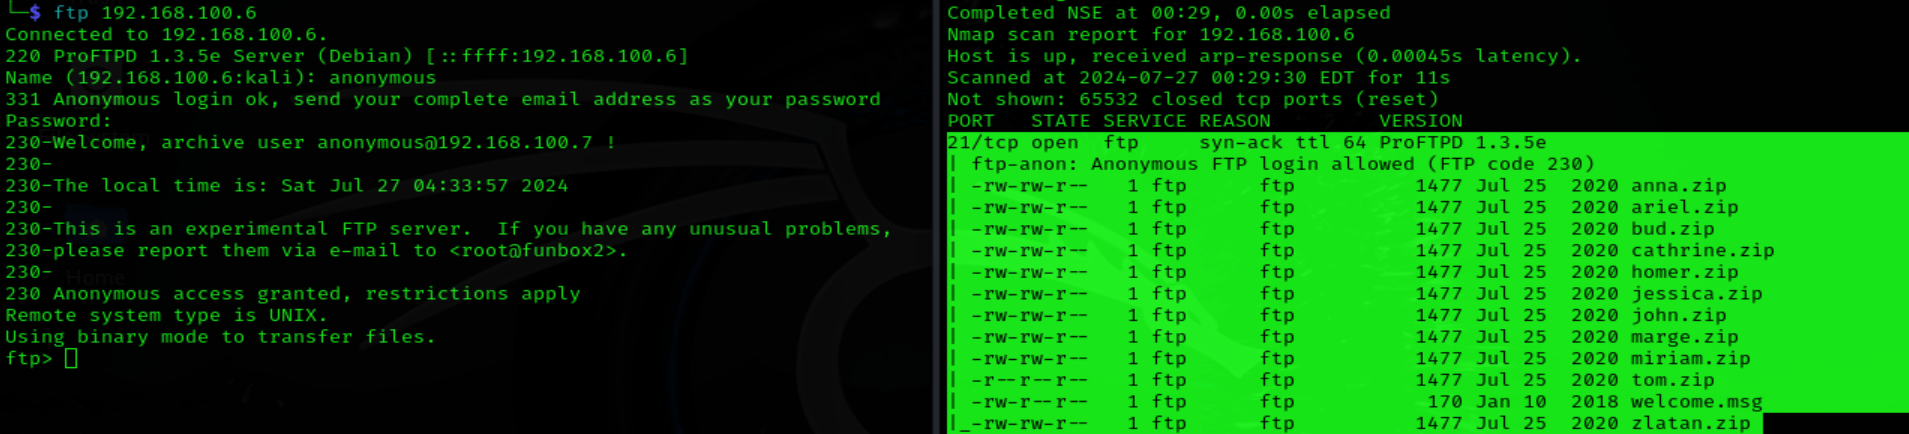 └─$ ftp 192.168.100.6
Connected to 192.168.100.6.
220 ProFTPD 1.3.5e Server (Debian) [::ffff:192.168.100.6]
Name (192.168.100.6:kali): anonymous
331 Anonymous login ok, send your complete email address as your password
Password:
230-Welcome, archive user anonymous@192.168.100.7 !
230-
230-The local time is: Sat Jul 27 04:33:57 2024
230-
230-This is an experimental FTP server.  If you have any unusual problems,
230-please report them via e-mail to <root@funbox2>.
230-
Home
230 Anonymous access granted, restrictions apply
Remote system type is UNIX.
Using binary mode to transfer files.
ftp>
Completed NSE at 00:29, 0.00s elapsed
Nmap scan report for 192.168.100.6
Host is up, received arp-response (0.00045s latency).
Scanned at 2024-07-27 00:29:30 EDT for 11s
Not shown: 65532 closed tcp ports (reset)
PORT   STATE SERVICE REASON         VERSION
21/tcp open  ftp     syn-ack ttl 64 ProFTPD 1.3.5e
| ftp-anon: Anonymous FTP login allowed (FTP code 230)
| -rw-rw-r--   1 ftp      ftp          1477 Jul 25  2020 anna.zip
| -rw-rw-r--   1 ftp      ftp          1477 Jul 25  2020 ariel.zip
| -rw-rw-r--   1 ftp      ftp          1477 Jul 25  2020 bud.zip
| -rw-rw-r--   1 ftp      ftp          1477 Jul 25  2020 cathrine.zip
| -rw-rw-r--   1 ftp      ftp          1477 Jul 25  2020 homer.zip
| -rw-rw-r--   1 ftp      ftp          1477 Jul 25  2020 jessica.zip
| -rw-rw-r--   1 ftp      ftp          1477 Jul 25  2020 john.zip
| -rw-rw-r--   1 ftp      ftp          1477 Jul 25  2020 marge.zip
| -rw-rw-r--   1 ftp      ftp          1477 Jul 25  2020 miriam.zip
| -r--r--r--   1 ftp      ftp          1477 Jul 25  2020 tom.zip
| -rw-r--r--   1 ftp      ftp           170 Jan 10  2018 welcome.msg
|_-rw-rw-r--   1 ftp      ftp          1477 Jul 25  2020 zlatan.zip